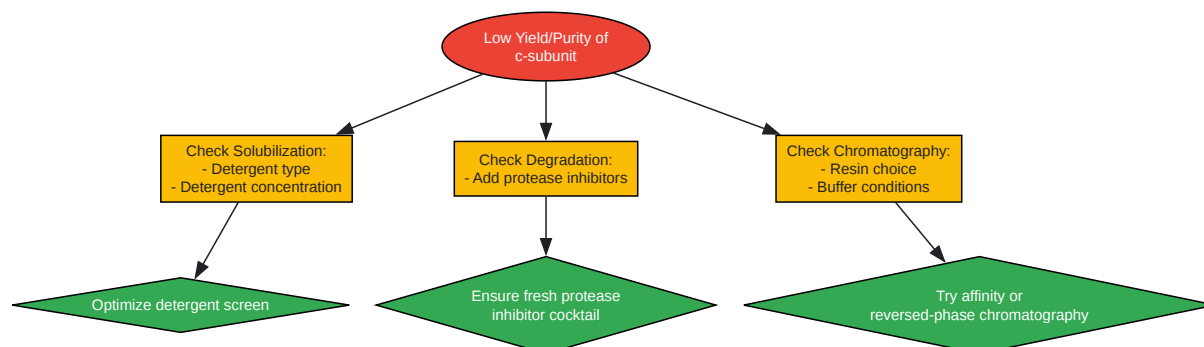 Low Yield/Purity of
c-subunit
Check Solubilization:
- Detergent type
- Detergent concentration
Check Degradation:
- Add protease inhibitors
Check Chromatography:
- Resin choice
- Buffer conditions
Optimize detergent screen
Ensure fresh protease
inhibitor cocktail
Try affinity or
reversed-phase chromatography